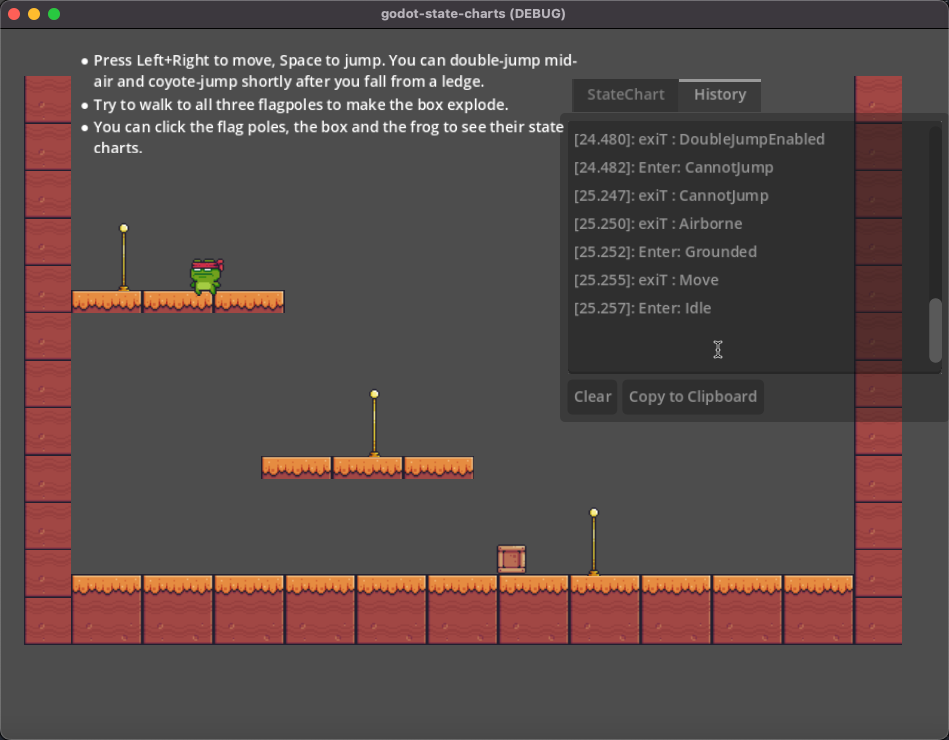 godot-state-charts (DEBUG)
● Press Left+Right to move, Space to jump. You can double-jump mid-
air and coyote-jump shortly after you fall from a ledge.
● Try to walk to all three flagpoles to make the box explode.
● You can click the flag poles, the box and the frog to see their state
charts.
StateChart History
[24.480]: exiT : DoubleJumpEnabled
[24.482]: Enter: CannotJump
[25.247]: exiT : CannotJump
[25.250]: exiT : Airborne
[25.252]: Enter: Grounded
[25.255]: exiT : Move
[25.257]: Enter: Idle
Clear Copy to Clipboard